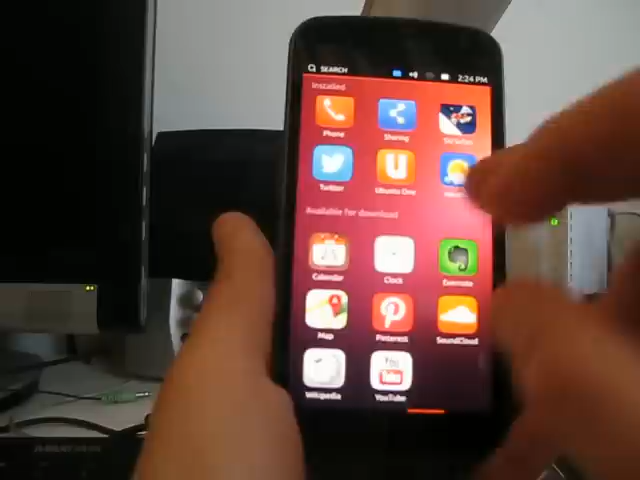 SEARCH 2:24 PM
Installed
Phone Sharing
Twitter Ubuntu One
Available for download
Calendar Clock Evernote
Map Pinterest SoundCloud
Wikipedia YouTube